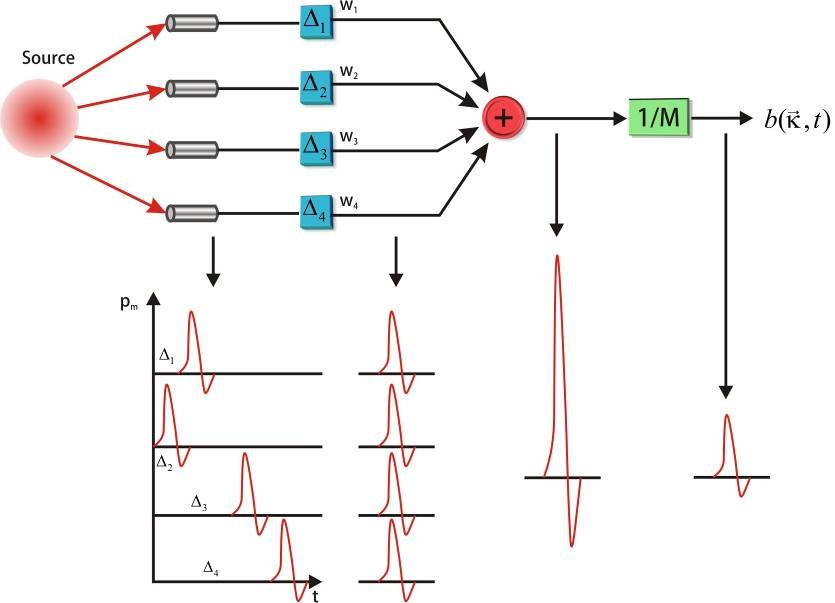 Source
Δ1 w1
Δ2 w2
Δ3 w3
Δ4 w4
+
1/M
b(κ⃗,t)
pm
Δ1
Δ2
Δ3
Δ4
t